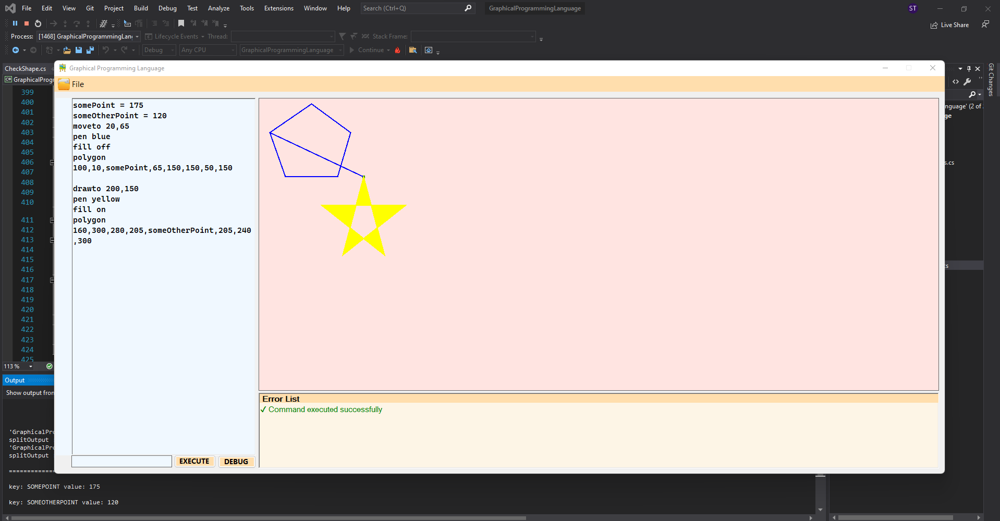 File Edit View Git Project Build Debug Test Analyze Tools Extensions Window Help Search (Ctrl+Q) GraphicalProgrammingLanguage ST
Live Share
Process: [1468] GraphicalProgrammingLang Lifecycle Events Thread: Stack Frame:
Debug Any CPU GraphicalProgrammingLanguage Continue
CheckShape.cs
Graphical Programming Language
Git Changes
C# GraphicalProgr
File
399
400
401
402
403
404
405
406
407
408
409
410
411
412
413
414
415
416
417
418
419
420
421
422
423
424
425
somePoint = 175
someOtherPoint = 120
moveto 20,65
pen blue
fill off
polygon
100,10,somePoint,65,150,150,50,150
drawto 200,150
pen yellow
fill on
polygon
160,300,280,205,someOtherPoint,205,240
,300
nguage' (2 of
ge
s.cs
cs
113 %
Output
Show output from
Error List
✓ Command executed successfully
EXECUTE DEBUG
'GraphicalPro
splitOutput
'GraphicalPro
splitOutput
=============
key: SOMEPOINT value: 175
key: SOMEOTHERPOINT value: 120